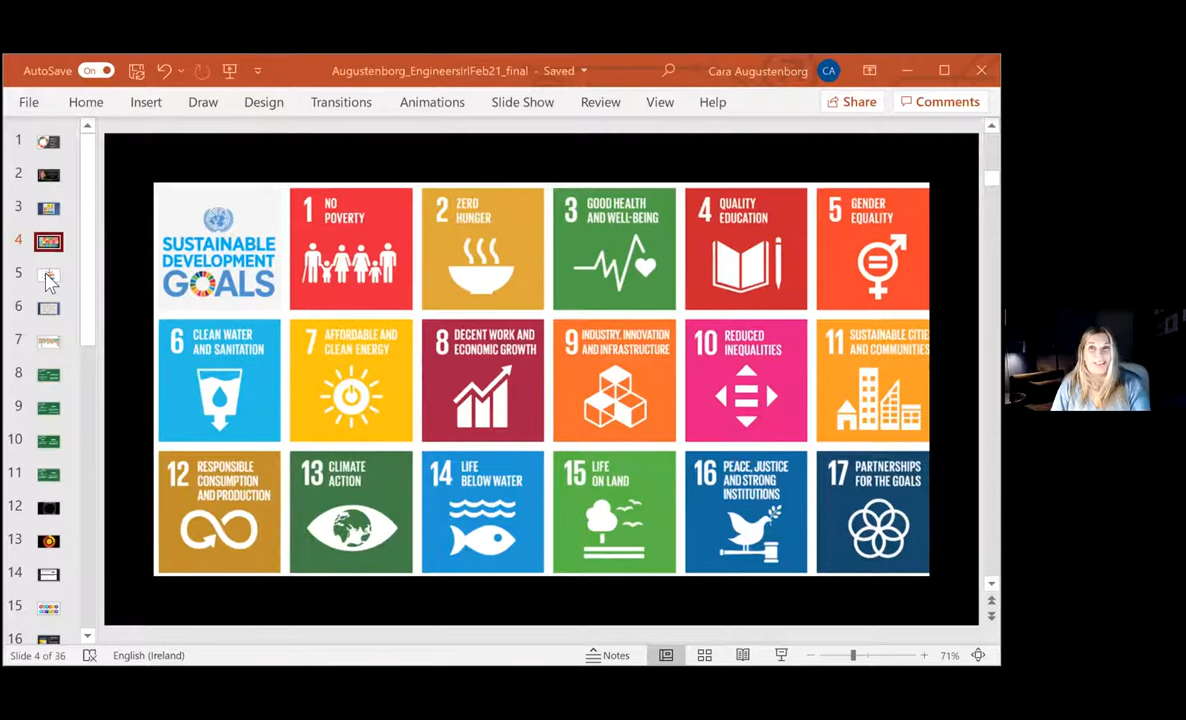 AutoSave On
Augustenborg_EngineersIrlFeb21_final - Saved
Cara Augustenborg CA
File Home Insert Draw Design Transitions Animations Slide Show Review View Help Share Comments
1
2
3
4
5
6
7
8
9
10
11
12
13
14
15
16
SUSTAINABLE
DEVELOPMENT
GOALS
1 NO
POVERTY
2 ZERO
HUNGER
3 GOOD HEALTH
AND WELL-BEING
4 QUALITY
EDUCATION
5 GENDER
EQUALITY
6 CLEAN WATER
AND SANITATION
7 AFFORDABLE AND
CLEAN ENERGY
8 DECENT WORK AND
ECONOMIC GROWTH
9 INDUSTRY, INNOVATION
AND INFRASTRUCTURE
10 REDUCED
INEQUALITIES
11 SUSTAINABLE CITIE
AND COMMUNITIES
12 RESPONSIBLE
CONSUMPTION
AND PRODUCTION
13 CLIMATE
ACTION
14 LIFE
BELOW WATER
15 LIFE
ON LAND
16 PEACE, JUSTICE
AND STRONG
INSTITUTIONS
17 PARTNERSHIPS
FOR THE GOALS
Slide 4 of 36 English (Ireland) Notes 71%